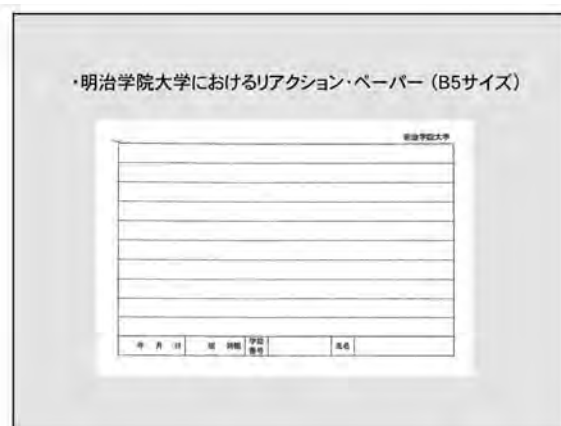 ・明治学院大学におけるリアクション・ペーパー（B5サイズ）
明治学院大学
年 月 日 曜 時限 学籍番号 氏名